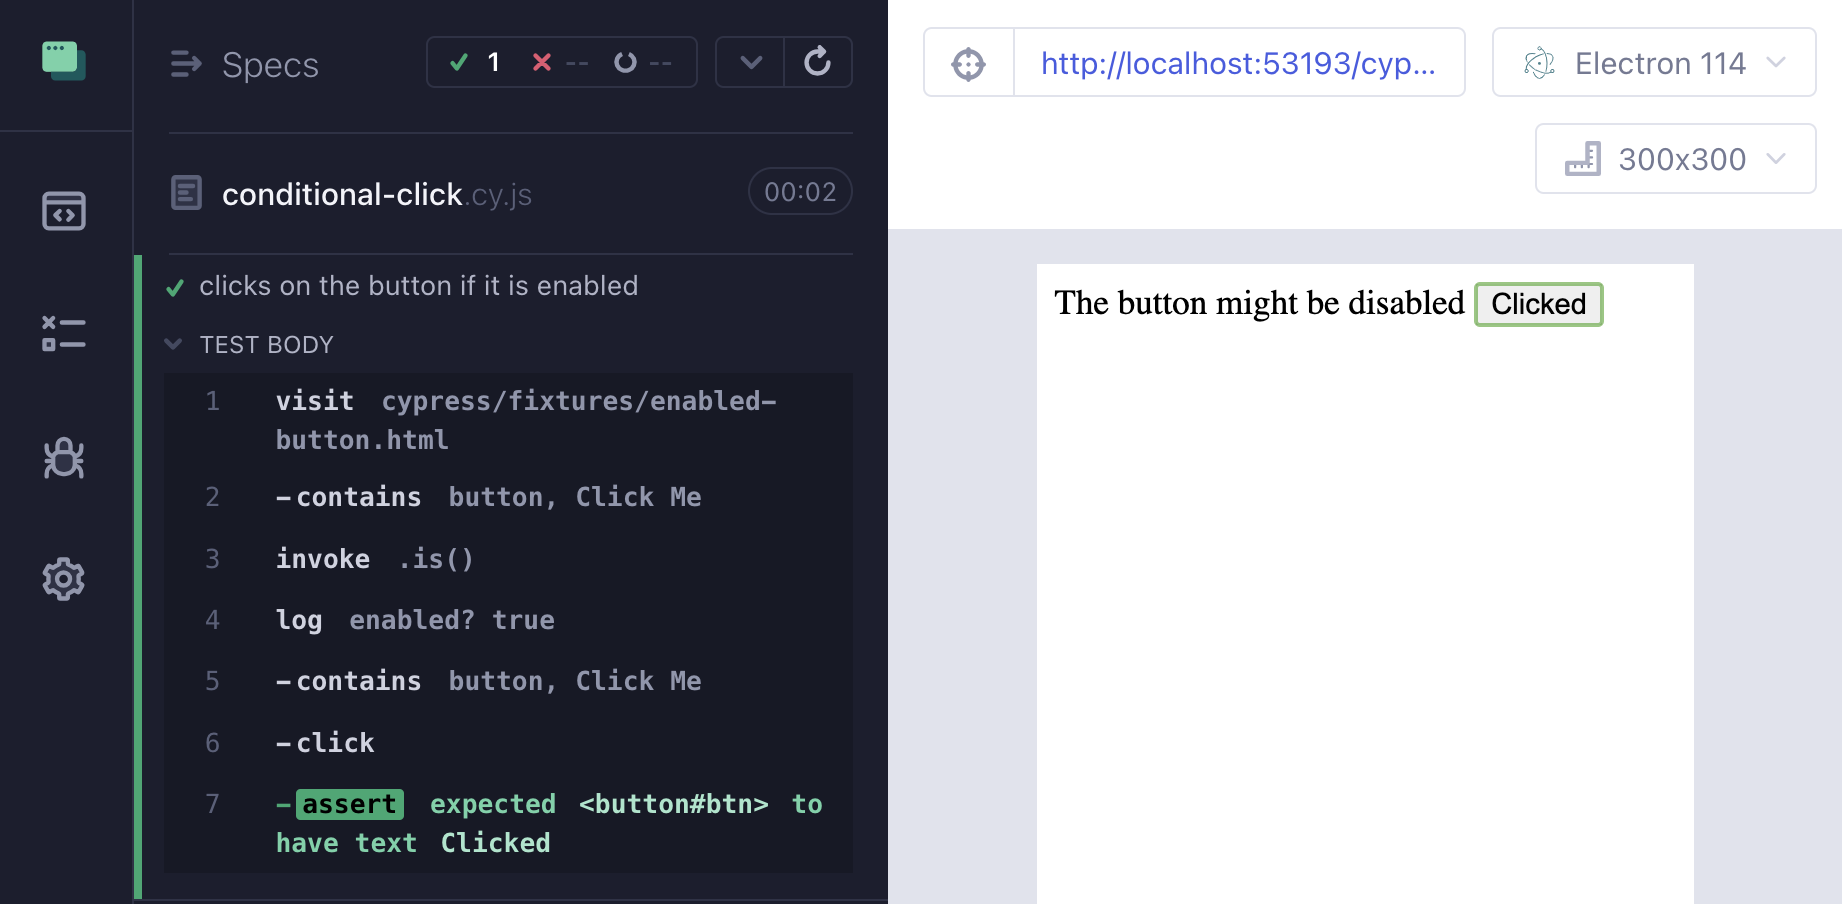 Specs
1 -- --
conditional-click.cy.js 00:02
clicks on the button if it is enabled
TEST BODY
1 visit cypress/fixtures/enabled-
button.html
2 -contains button, Click Me
3 invoke .is()
4 log enabled? true
5 -contains button, Click Me
6 -click
7 -assert expected <button#btn> to
have text Clicked
http://localhost:53193/cyp...
Electron 114
300x300
The button might be disabled Clicked